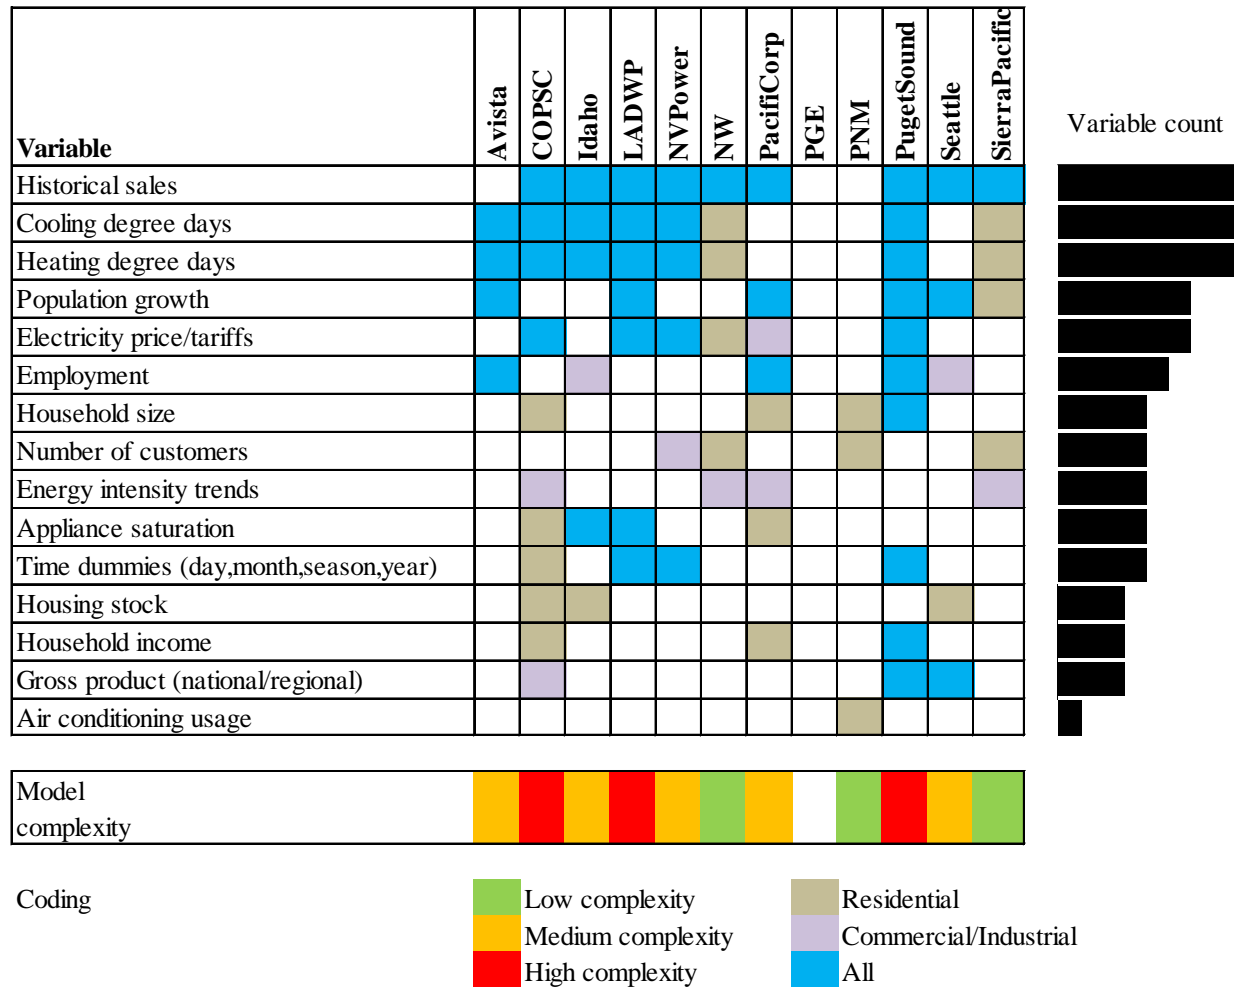 Variable
Avista
COPSC
Idaho
LADWP
NVPower
NW
PacifiCorp
PGE
PNM
PugetSound
Seattle
SierraPacific
Variable count
Historical sales
Cooling degree days
Heating degree days
Population growth
Electricity price/tariffs
Employment
Household size
Number of customers
Energy intensity trends
Appliance saturation
Time dummies (day,month,season,year)
Housing stock
Household income
Gross product (national/regional)
Air conditioning usage
Model
complexity
Coding
Low complexity
Residential
Medium complexity
Commercial/Industrial
High complexity
All